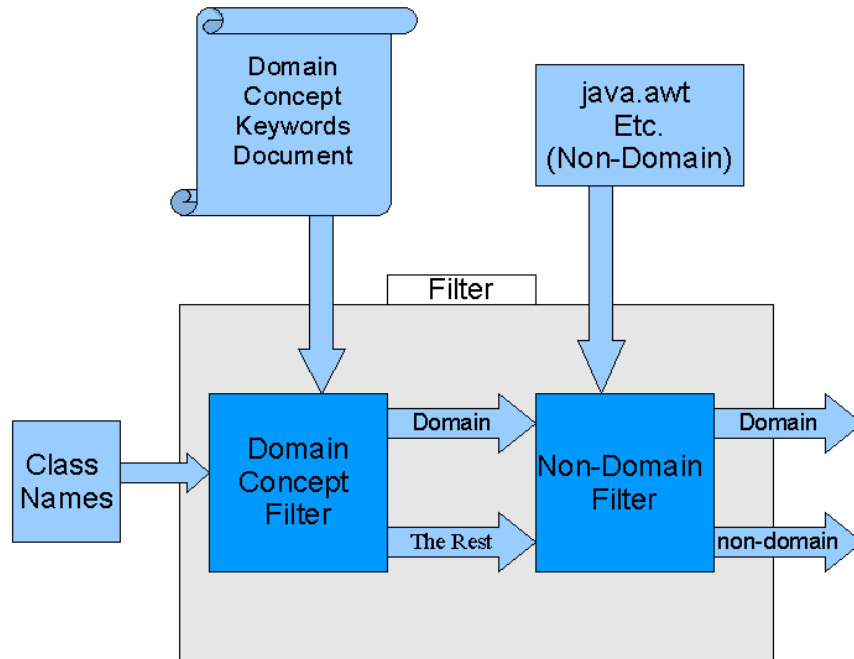 Domain
Concept
Keywords
Document
java.awt
Etc.
(Non-Domain)
Filter
Class
Names
Domain
Concept
Filter
Domain
The Rest
Non-Domain
Filter
Domain
non-domain